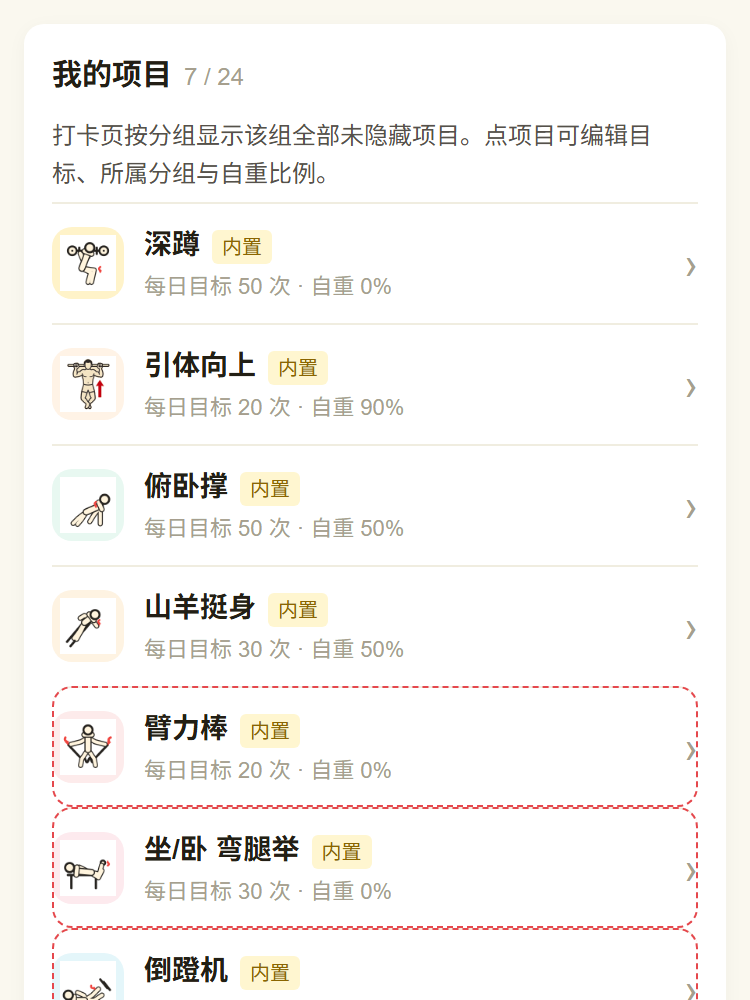 我的项目 7 / 24
打卡页按分组显示该组全部未隐藏项目。点项目可编辑目
标、所属分组与自重比例。
深蹲 内置
每日目标 50 次 · 自重 0%
引体向上 内置
每日目标 20 次 · 自重 90%
俯卧撑 内置
每日目标 50 次 · 自重 50%
山羊挺身 内置
每日目标 30 次 · 自重 50%
臂力棒 内置
每日目标 20 次 · 自重 0%
坐/卧 弯腿举 内置
每日目标 30 次 · 自重 0%
倒蹬机 内置